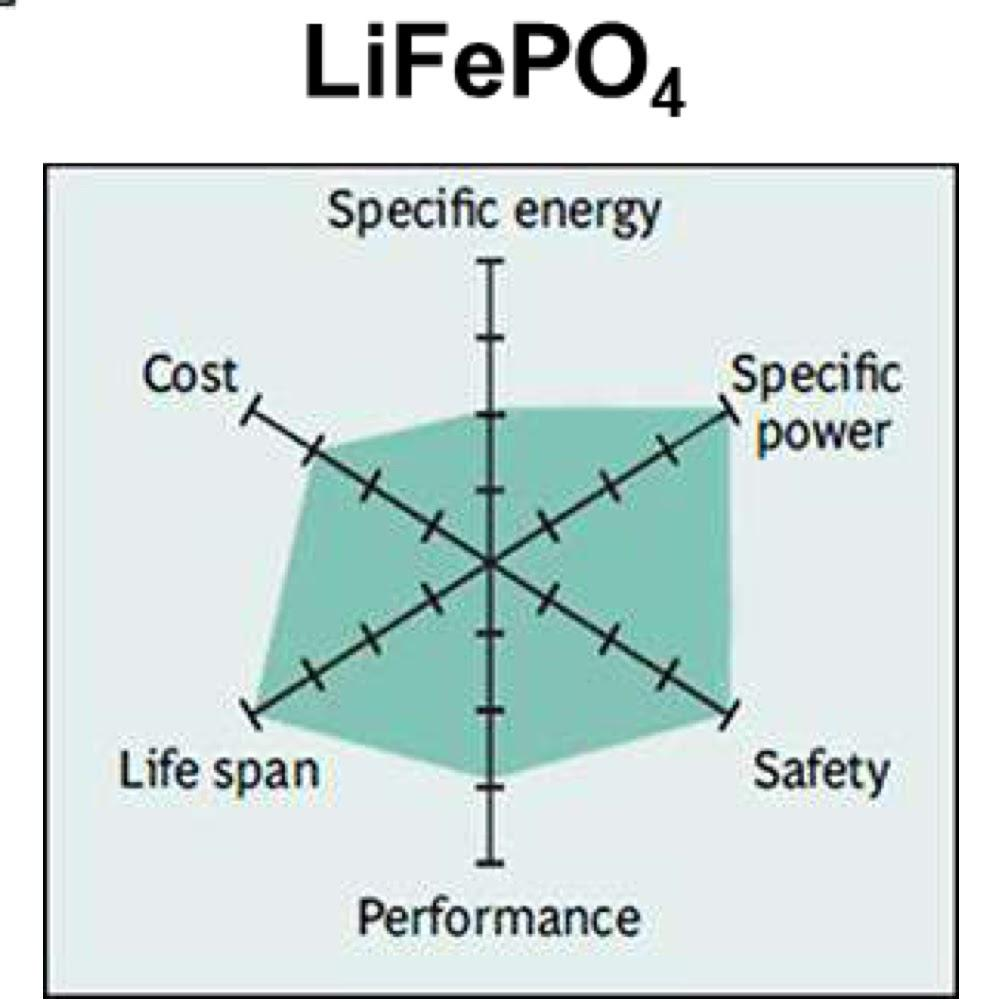 LiFePO₄
Specific energy
Cost
Specific
power
Life span
Safety
Performance